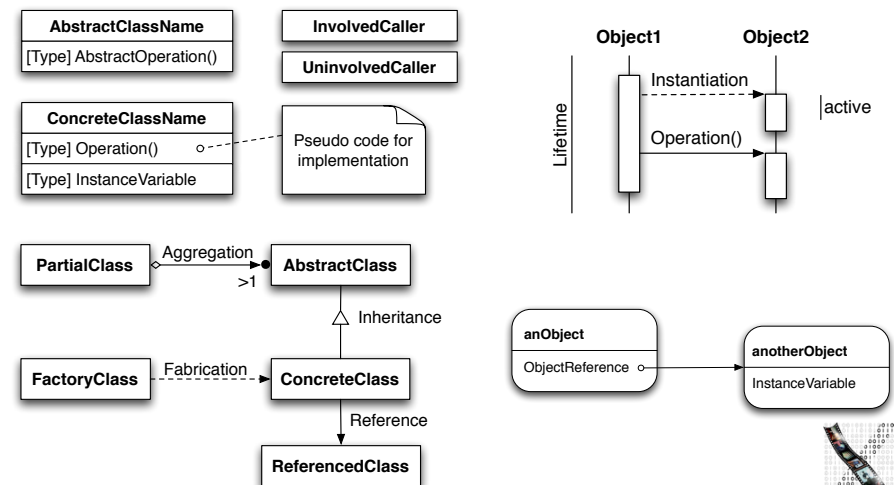 AbstractClassName
[Type] AbstractOperation()
InvolvedCaller
UninvolvedCaller
ConcreteClassName
[Type] Operation()
[Type] InstanceVariable
Pseudo code for
implementation
Object1
Object2
Lifetime
Instantiation
active
Operation()
PartialClass
Aggregation
>1
AbstractClass
Inheritance
FactoryClass
Fabrication
ConcreteClass
Reference
ReferencedClass
anObject
ObjectReference
anotherObject
InstanceVariable